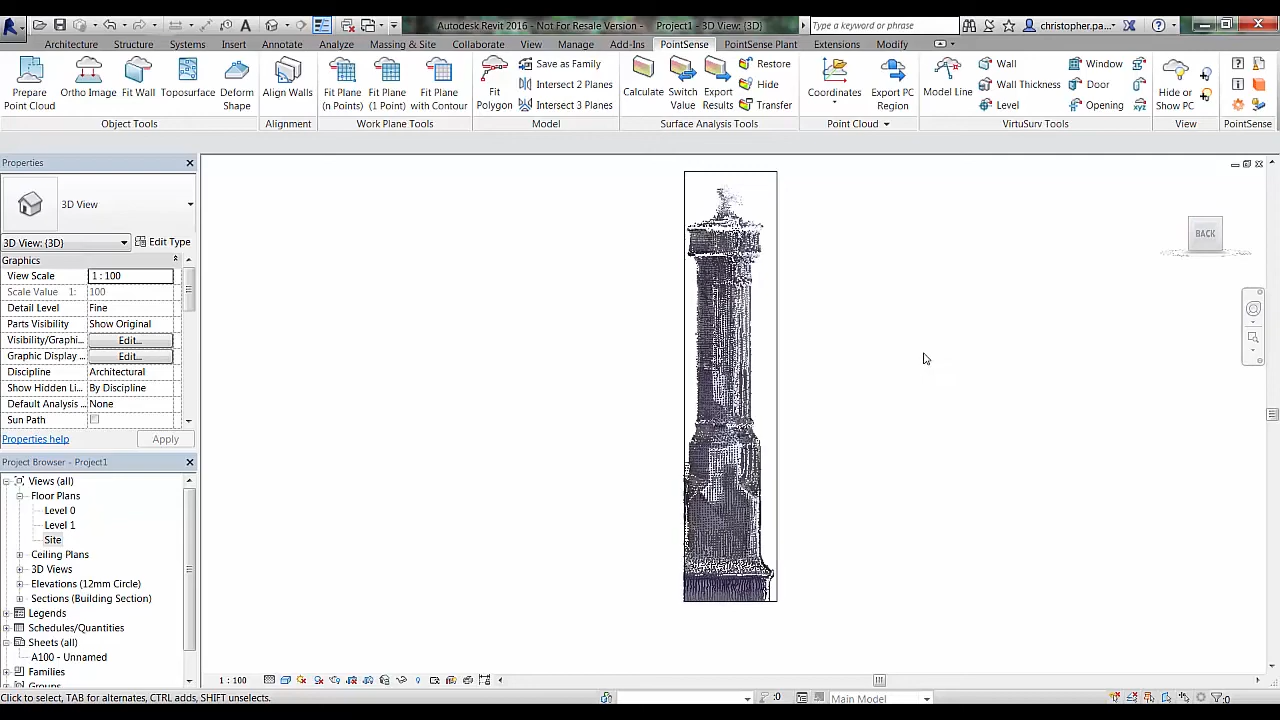 Autodesk Revit 2016 - Not For Resale Version - Project1 - 3D View: {3D}
Type a keyword or phrase
christopher.pa...
Architecture Structure Systems Insert Annotate Analyze Massing & Site Collaborate View Manage Add-Ins PointSense PointSense Plant Extensions Modify
Prepare Point Cloud
Ortho Image
Fit Wall
Toposurface
Deform Shape
Align Walls
Fit Plane (n Points)
Fit Plane (1 Point)
Fit Plane with Contour
Fit Polygon
Save as Family
Intersect 2 Planes
Intersect 3 Planes
Calculate
Switch Value
Export Results
Restore
Hide
Transfer
Coordinates
Export PC Region
Model Line
Wall
Wall Thickness
Level
Window
Door
Opening
Hide or Show PC
Object Tools
Alignment
Work Plane Tools
Model
Surface Analysis Tools
Point Cloud
VirtuSurv Tools
View
PointSense
Properties
3D View
3D View: {3D}
Edit Type
Graphics
View Scale 1 : 100
Scale Value 1: 100
Detail Level Fine
Parts Visibility Show Original
Visibility/Graphi... Edit...
Graphic Display ... Edit...
Discipline Architectural
Show Hidden Li... By Discipline
Default Analysis ... None
Sun Path
Properties help
Apply
Project Browser - Project1
Views (all)
Floor Plans
Level 0
Level 1
Site
Ceiling Plans
3D Views
Elevations (12mm Circle)
Sections (Building Section)
Legends
Schedules/Quantities
Sheets (all)
A100 - Unnamed
Families
Groups
BACK
1 : 100
Click to select, TAB for alternates, CTRL adds, SHIFT unselects.
:0
Main Model
:0